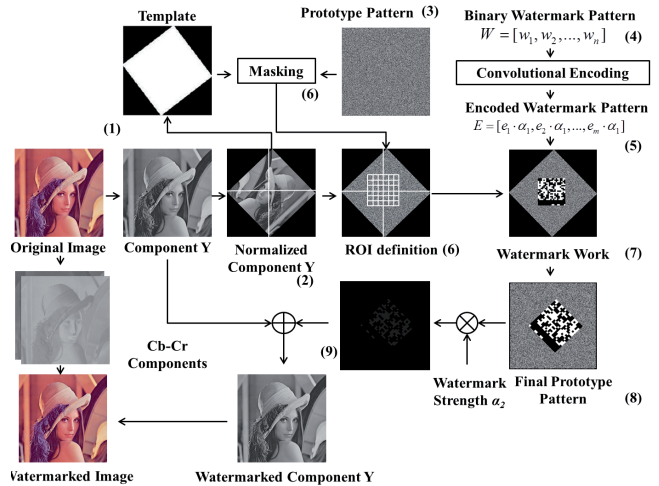 Template
Prototype Pattern (3)
Binary Watermark Pattern
W = [w₁, w₂,..., wₙ] (4)
Masking
(6)
Convolutional Encoding
(1)
Encoded Watermark Pattern
E = [e₁·α₁, e₂·α₁,..., eₘ·α₁]
(5)
Original Image
Component Y
Normalized
Component Y
(2)
ROI definition (6)
Watermark Work (7)
Cb-Cr
Components
(9)
Watermark
Strength α₂
Final Prototype
Pattern
(8)
Watermarked Image
Watermarked Component Y